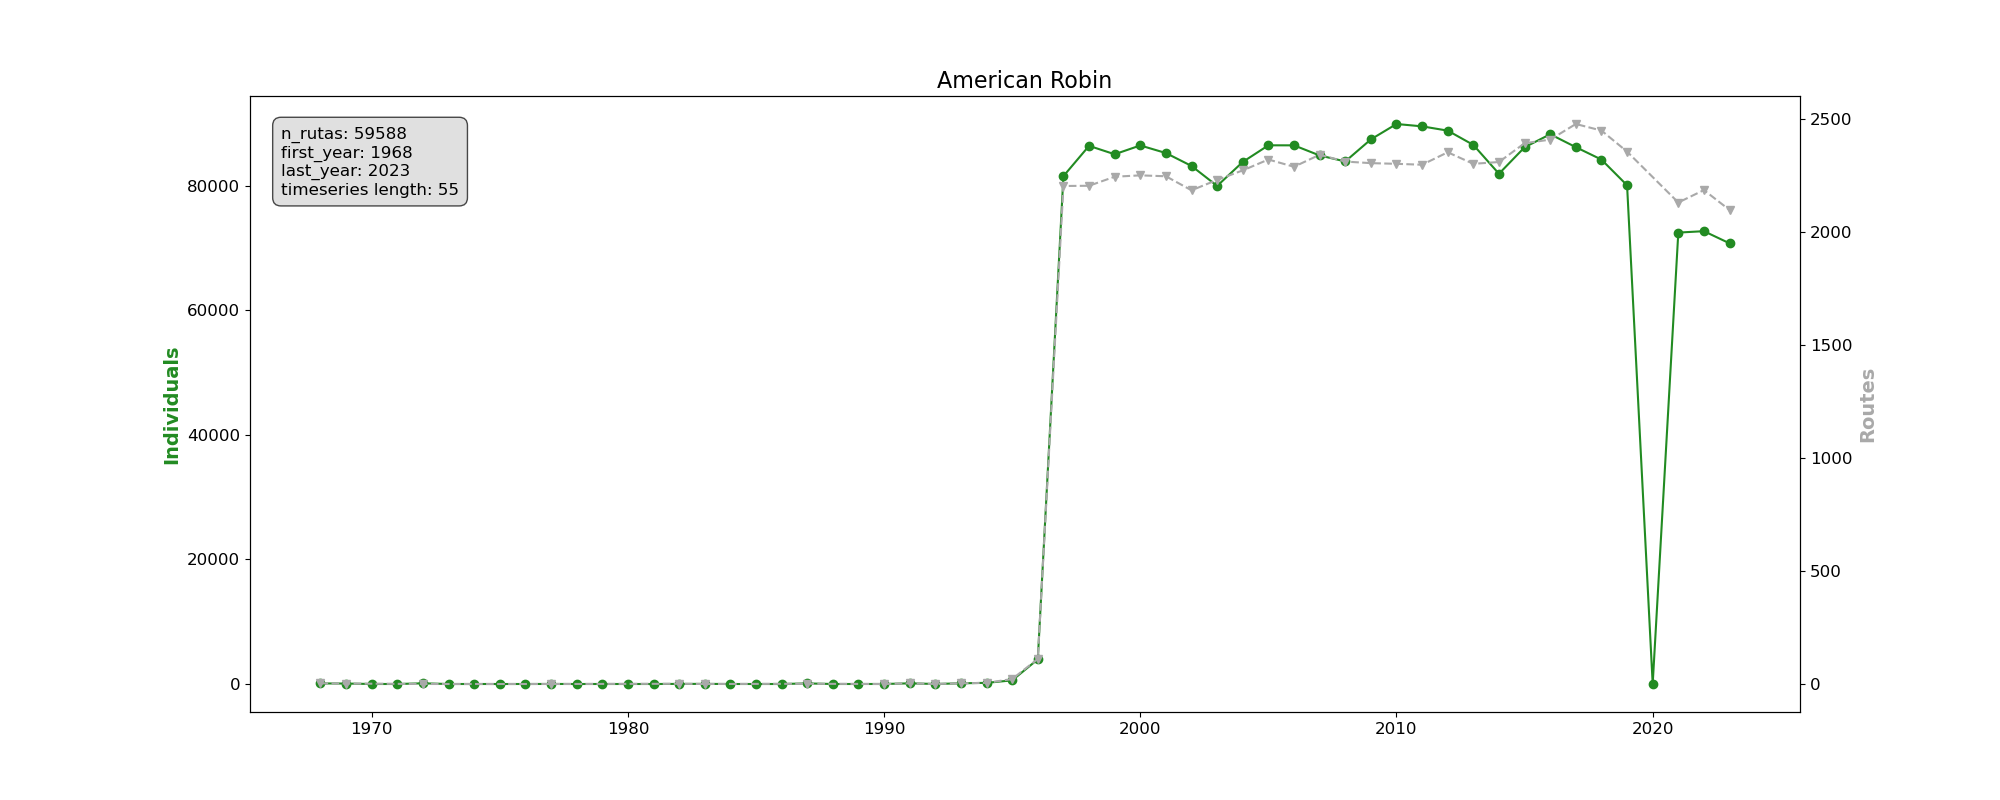 American Robin
n_rutas: 59588
first_year: 1968
last_year: 2023
timeseries length: 55
Individuals
80000
60000
40000
20000
0
2500
2000
1500
1000
500
0
Routes
1970
1980
1990
2000
2010
2020